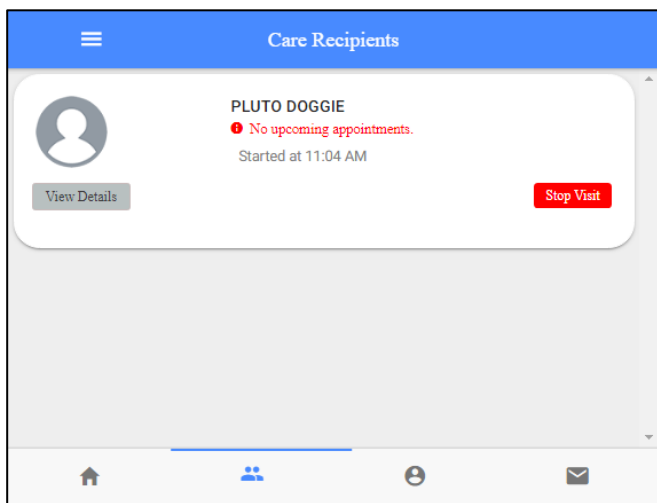 Care Recipients
PLUTO DOGGIE
No upcoming appointments.
Started at 11:04 AM
View Details
Stop Visit